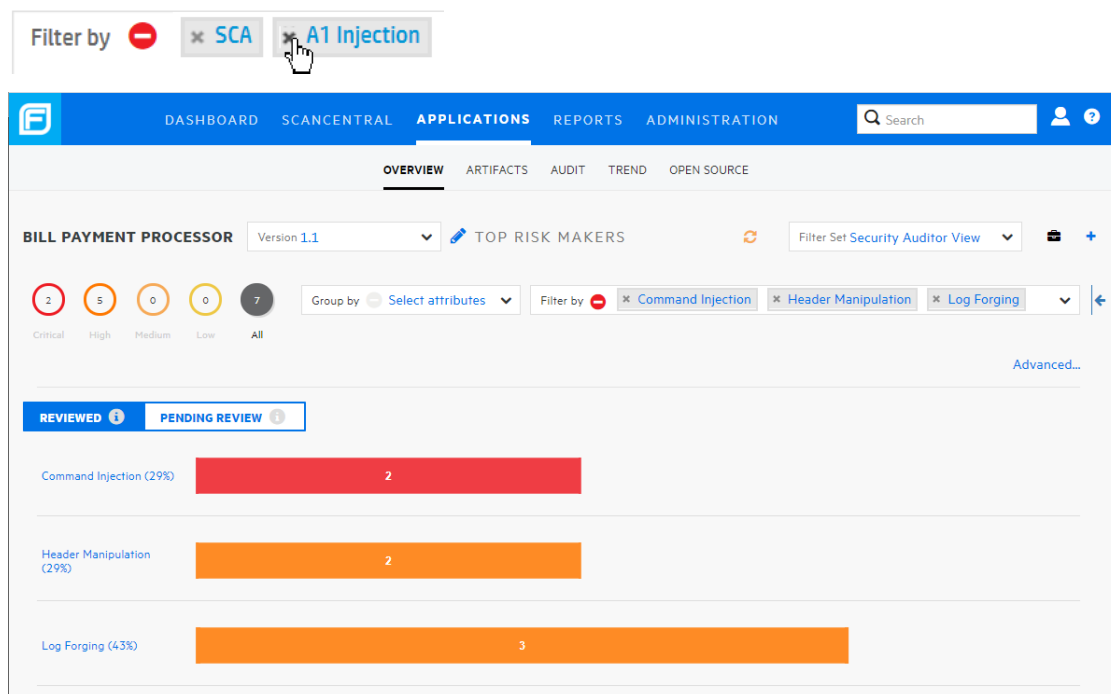 Filter by SCA A1 Injection
DASHBOARD SCANCENTRAL APPLICATIONS REPORTS ADMINISTRATION Search ?
OVERVIEW ARTIFACTS AUDIT TREND OPEN SOURCE
BILL PAYMENT PROCESSOR Version 1.1 TOP RISK MAKERS Filter Set Security Auditor View
2 5 0 0 7 Group by Select attributes Filter by Command Injection Header Manipulation Log Forging
Critical High Medium Low All
Advanced...
REVIEWED i PENDING REVIEW i
Command Injection (29%) 2
Header Manipulation
(29%) 2
Log Forging (43%) 3